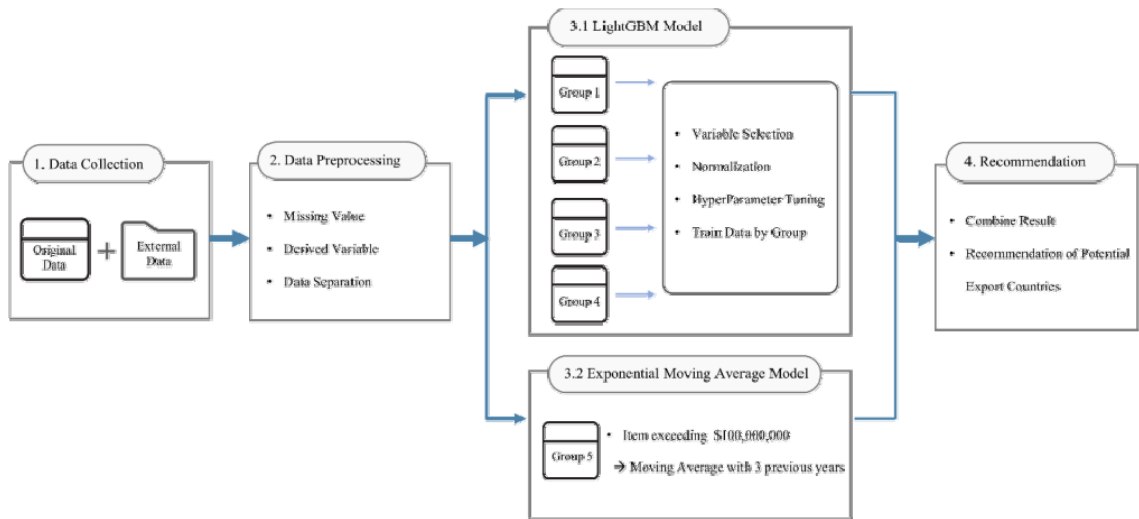 1. Data Collection
Original
Data
+
External
Data
2. Data Preprocessing
• Missing Value
• Derived Variable
• Data Separation
3.1 LightGBM Model
Group 1
Group 2
Group 3
Group 4
• Variable Selection
• Normalization
• HyperParameter Tuning
• Train Data by Group
3.2 Exponential Moving Average Model
Group 5
• Item exceeding $100,000,000
→ Moving Average with 3 previous years
4. Recommendation
• Combine Result
• Recommendation of Potential
Export Countries